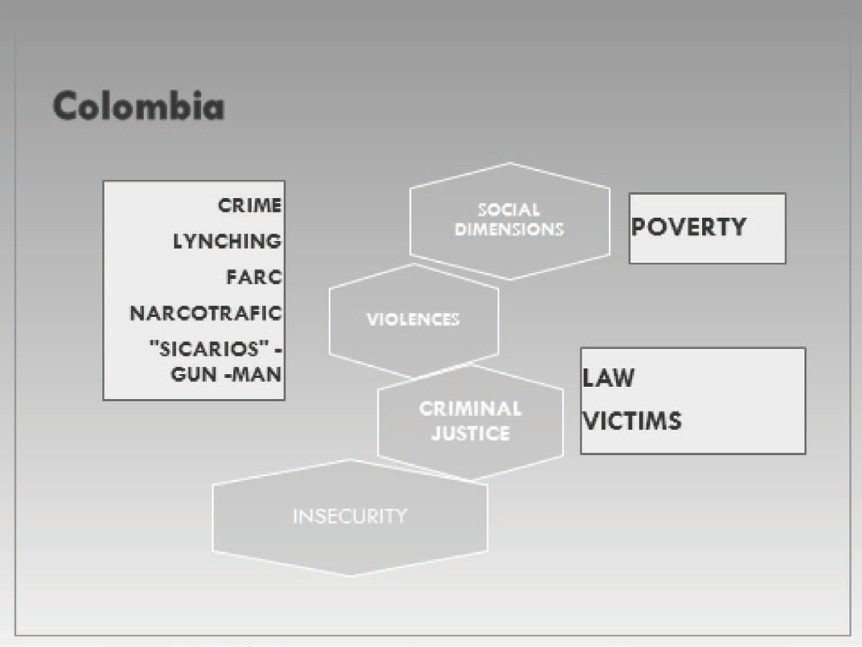 Colombia
CRIME
LYNCHING
FARC
NARCOTRAFIC
"SICARIOS" -
GUN -MAN
SOCIAL
DIMENSIONS
POVERTY
VIOLENCES
CRIMINAL
JUSTICE
LAW
VICTIMS
INSECURITY